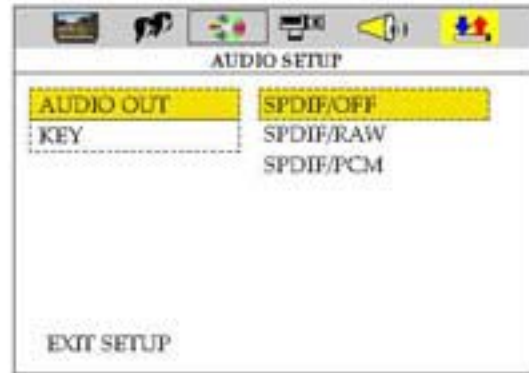 AUDIO SETUP
AUDIO OUT
SPDIF/OFF
KEY
SPDIF/RAW
SPDIF/PCM
EXIT SETUP